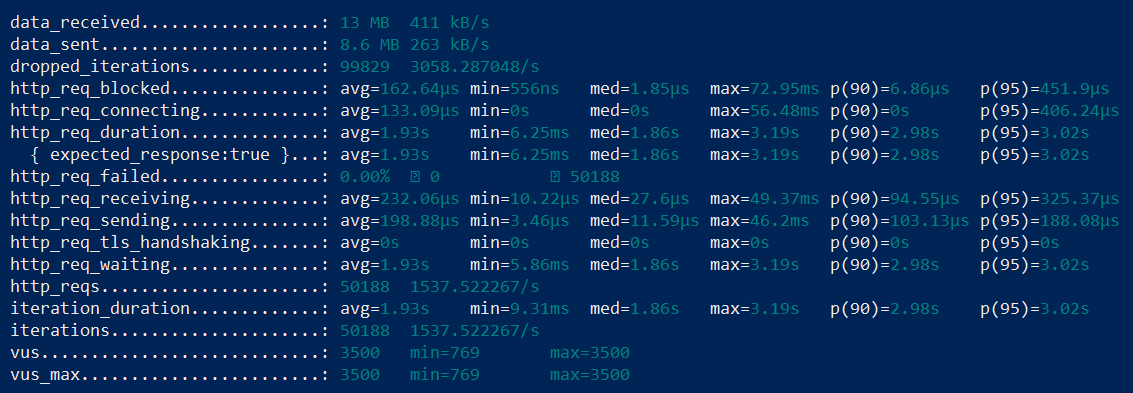 data_received..................: 13 MB 411 kB/s
data_sent......................: 8.6 MB 263 kB/s
dropped_iterations.............: 99829 3058.287048/s
http_req_blocked...............: avg=162.64µs min=556ns med=1.85µs max=72.95ms p(90)=6.86µs p(95)=451.9µs
http_req_connecting............: avg=133.09µs min=0s med=0s max=56.48ms p(90)=0s p(95)=406.24µs
http_req_duration..............: avg=1.93s min=6.25ms med=1.86s max=3.19s p(90)=2.98s p(95)=3.02s
{ expected_response:true }...: avg=1.93s min=6.25ms med=1.86s max=3.19s p(90)=2.98s p(95)=3.02s
http_req_failed................: 0.00% 0 50188
http_req_receiving.............: avg=232.06µs min=10.22µs med=27.6µs max=49.37ms p(90)=94.55µs p(95)=325.37µs
http_req_sending...............: avg=198.88µs min=3.46µs med=11.59µs max=46.2ms p(90)=103.13µs p(95)=188.08µs
http_req_tls_handshaking.......: avg=0s min=0s med=0s max=0s p(90)=0s p(95)=0s
http_req_waiting...............: avg=1.93s min=5.86ms med=1.86s max=3.19s p(90)=2.98s p(95)=3.02s
http_reqs......................: 50188 1537.522267/s
iteration_duration.............: avg=1.93s min=9.31ms med=1.86s max=3.19s p(90)=2.98s p(95)=3.02s
iterations.....................: 50188 1537.522267/s
vus............................: 3500 min=769 max=3500
vus_max........................: 3500 min=769 max=3500